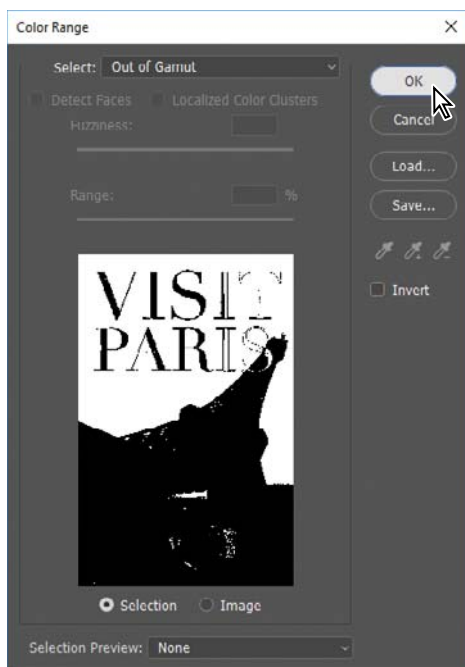 Color Range
Select: Out of Gamut
Detect Faces Localized Color Clusters
Fuzziness:
Range: %
VISIT
PARIS
Selection Image
Selection Preview: None
OK
Cancel
Load...
Save...
Invert